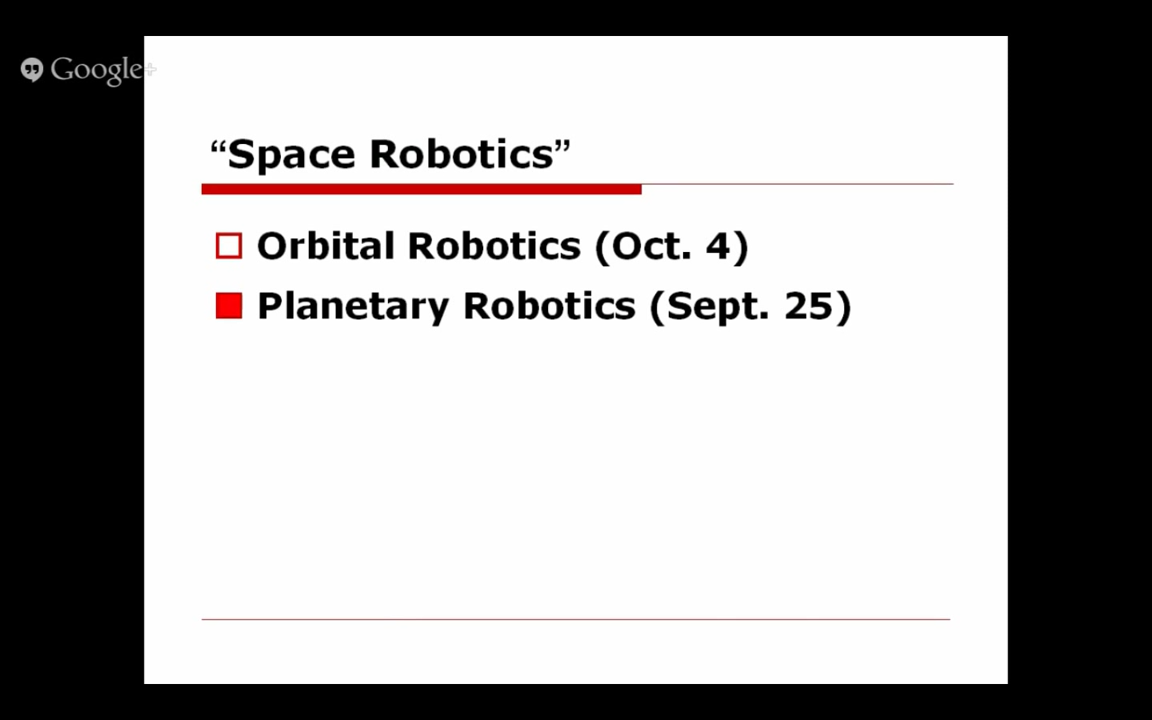 Google+
“Space Robotics”
Orbital Robotics (Oct. 4)
Planetary Robotics (Sept. 25)